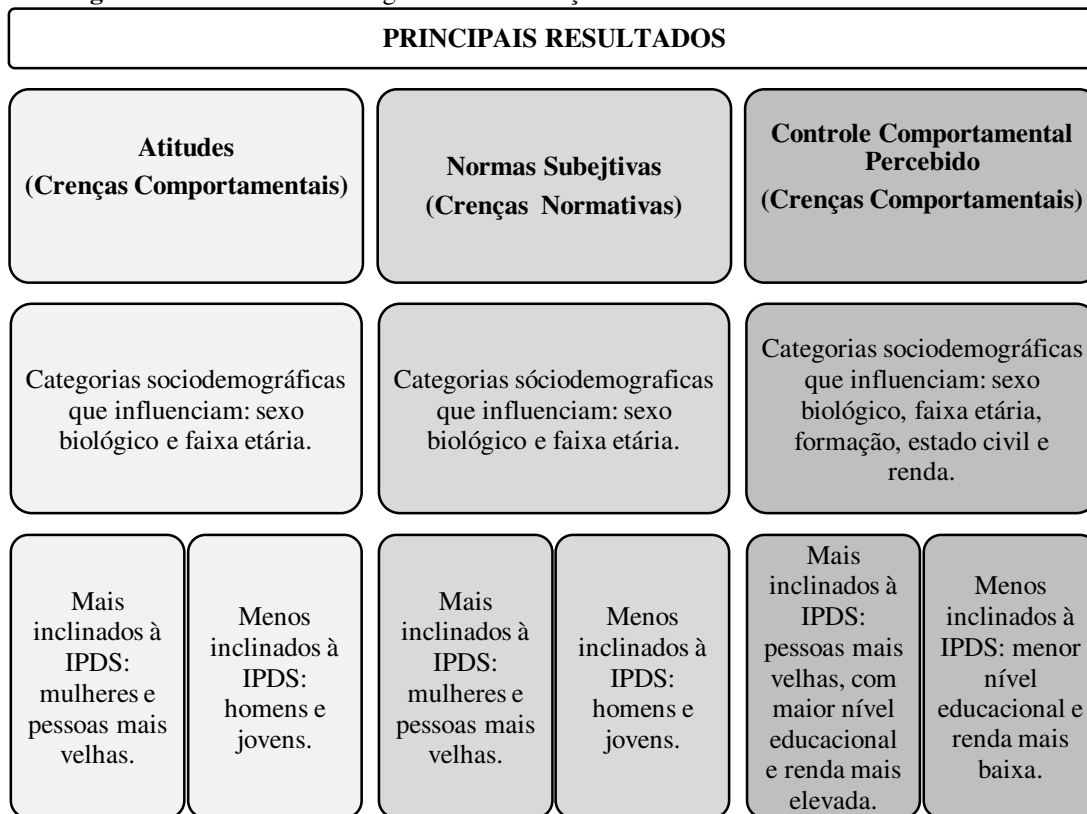 PRINCIPAIS RESULTADOS
Atitudes
(Crenças Comportamentais)
Normas Subejtivas
(Crenças Normativas)
Controle Comportamental
Percebido
(Crenças Comportamentais)
Categorias sociodemográficas
que influenciam: sexo
biológico e faixa etária.
Categorias sóciodemograficas
que influenciam: sexo
biológico e faixa etária.
Categorias sociodemográficas
que influenciam: sexo
biológico, faixa etária,
formação, estado civil e
renda.
Mais
inclinados à
IPDS:
mulheres e
pessoas mais
velhas.
Menos
inclinados à
IPDS:
homens e
jovens.
Mais
inclinados à
IPDS:
mulheres e
pessoas mais
velhas.
Menos
inclinados à
IPDS:
homens e
jovens.
Mais
inclinados à
IPDS:
pessoas mais
velhas, com
maior nível
educacional
e renda mais
elevada.
Menos
inclinados à
IPDS: menor
nível
educacional e
renda mais
baixa.